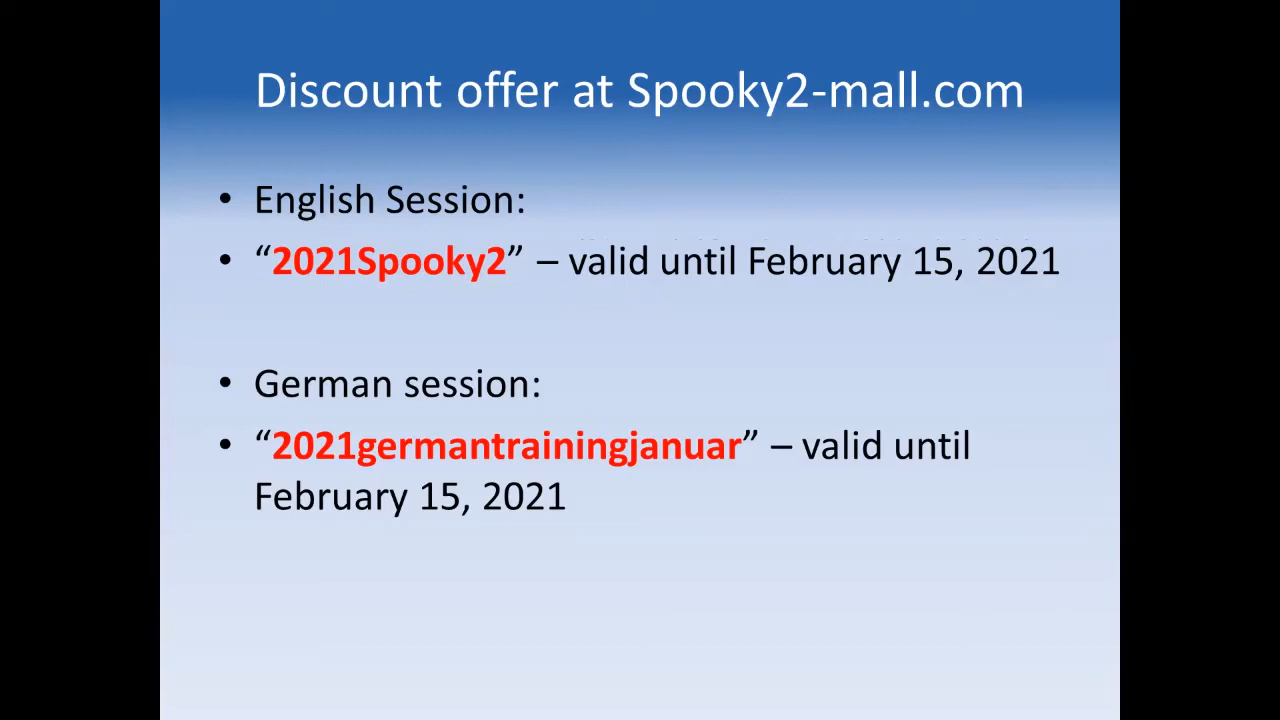 Discount offer at Spooky2-mall.com
• English Session:
• “2021Spooky2” – valid until February 15, 2021
• German session:
• “2021germantrainingjanuar” – valid until
February 15, 2021